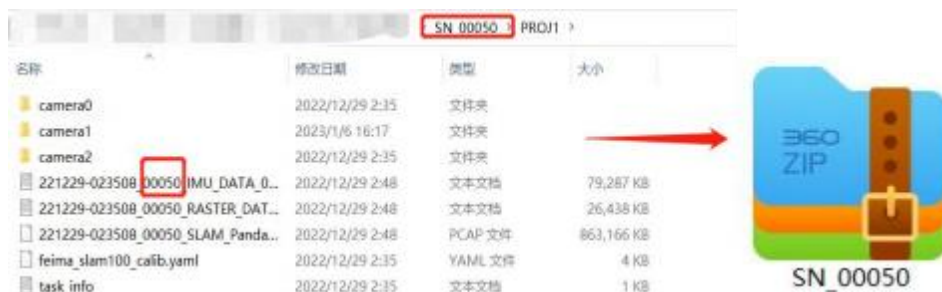 SN_00050 › PROJ1 ›
名称 修改日期 类型 大小
camera0 2022/12/29 2:35 文件夹
camera1 2023/1/6 16:17 文件夹
camera2 2022/12/29 2:35 文件夹
221229-023508_00050_IMU_DATA_0... 2022/12/29 2:48 文本文档 79,287 KB
221229-023508_00050_RASTER_DAT... 2022/12/29 2:48 文本文档 26,438 KB
221229-023508_00050_SLAM_Panda... 2022/12/29 2:48 PCAP 文件 863,166 KB
feima_slam100_calib.yaml 2022/12/29 2:35 YAML 文件 4 KB
task_info 2022/12/29 2:35 文本文档 1 KB
360
ZIP
SN_00050